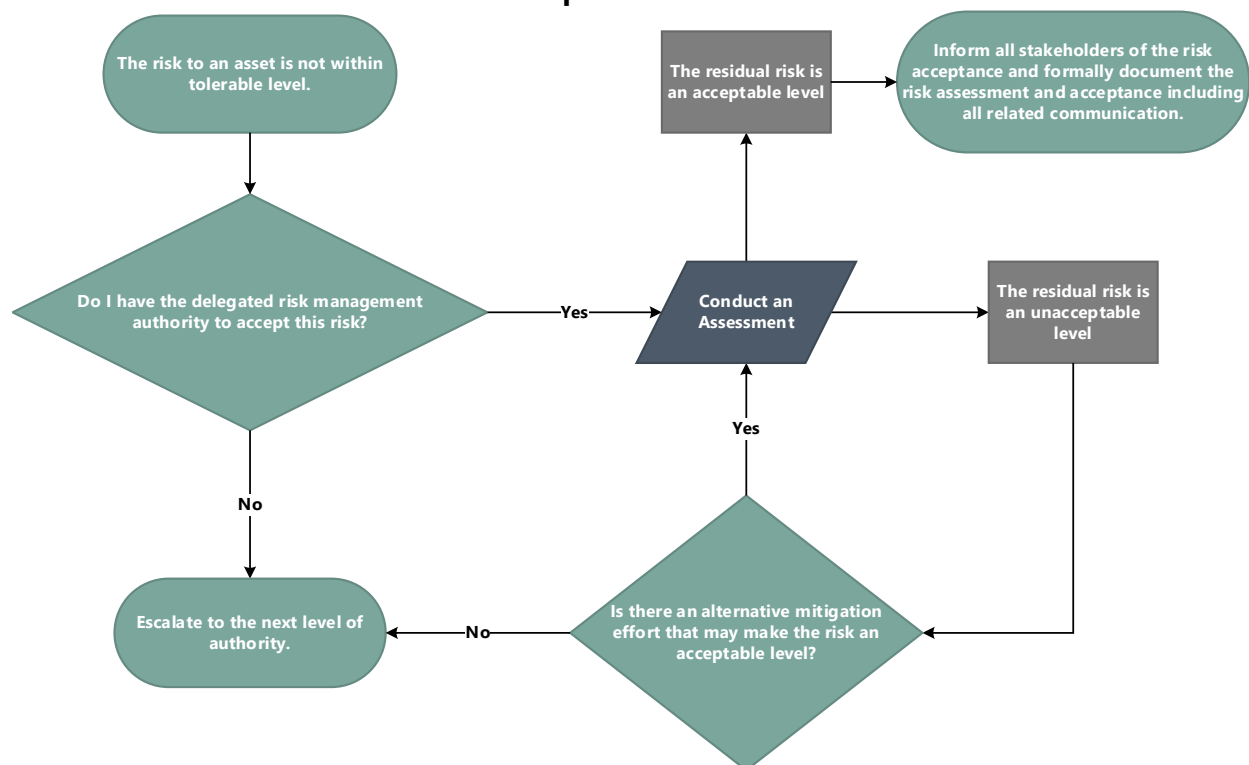 The risk to an asset is not within
tolerable level.
The residual risk is
an acceptable level
Inform all stakeholders of the risk
acceptance and formally document the
risk assessment and acceptance including
all related communication.
Do I have the delegated risk management
authority to accept this risk?
Yes
Conduct an
Assessment
The residual risk is
an unacceptable
level
Yes
No
Is there an alternative mitigation
effort that may make the risk an
acceptable level?
No
Escalate to the next level of
authority.